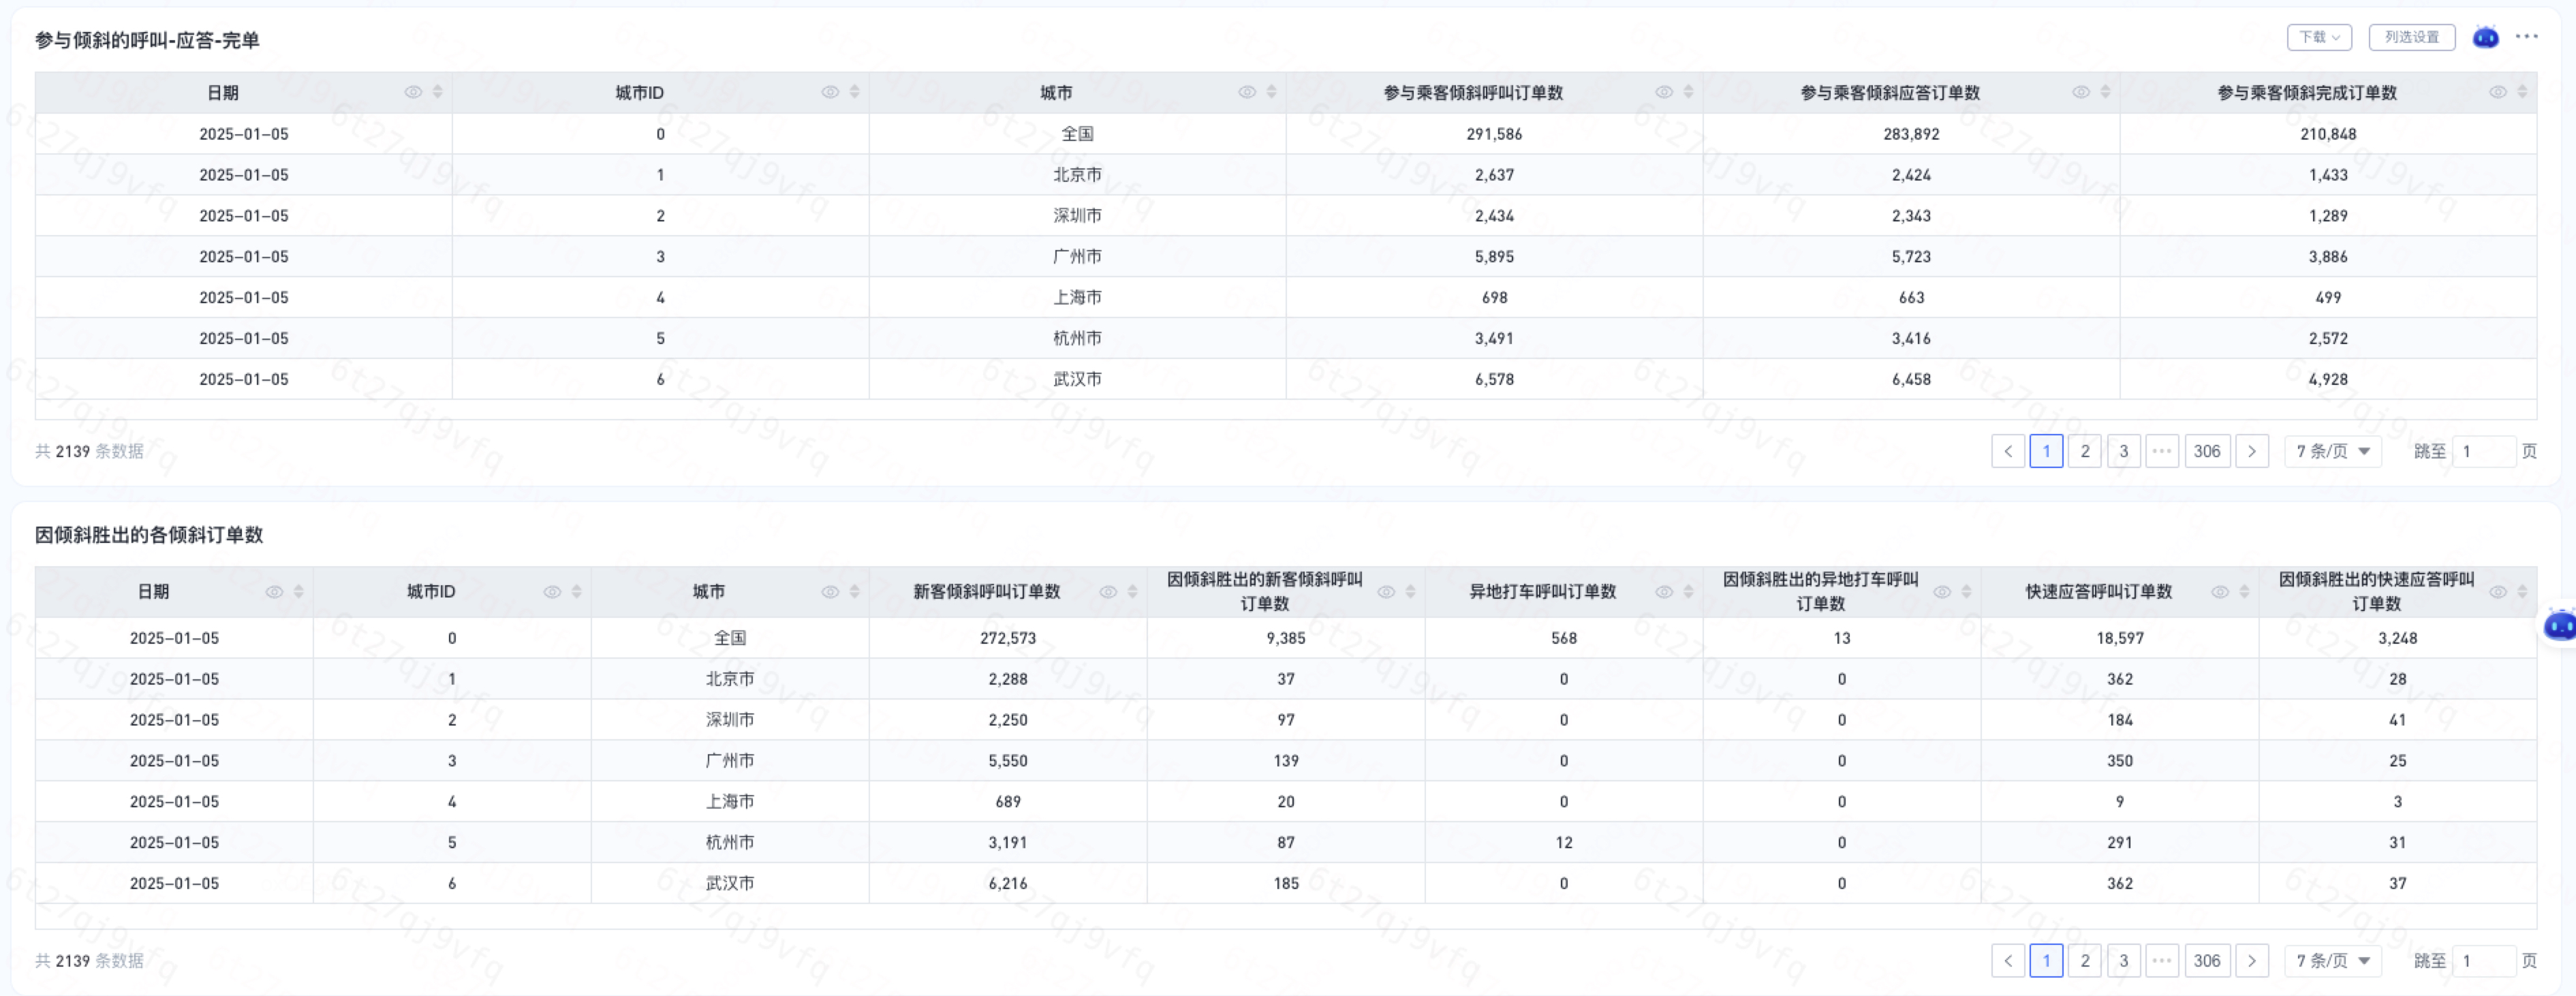 参与倾斜的呼叫-应答-完单
下载 列选设置
日期 城市ID 城市 参与乘客倾斜呼叫订单数 参与乘客倾斜应答订单数 参与乘客倾斜完成订单数
2025-01-05 0 全国 291,586 283,892 210,848
2025-01-05 1 北京市 2,637 2,424 1,433
2025-01-05 2 深圳市 2,434 2,343 1,289
2025-01-05 3 广州市 5,895 5,723 3,886
2025-01-05 4 上海市 698 663 499
2025-01-05 5 杭州市 3,491 3,416 2,572
2025-01-05 6 武汉市 6,578 6,458 4,928
共 2139 条数据 1 2 3 ··· 306 7 条/页 跳至 1 页
因倾斜胜出的各倾斜订单数
日期 城市ID 城市 新客倾斜呼叫订单数 因倾斜胜出的新客倾斜呼叫订单数 异地打车呼叫订单数 因倾斜胜出的异地打车呼叫订单数 快速应答呼叫订单数 因倾斜胜出的快速应答呼叫订单数
2025-01-05 0 全国 272,573 9,385 568 13 18,597 3,248
2025-01-05 1 北京市 2,288 37 0 0 362 28
2025-01-05 2 深圳市 2,250 97 0 0 184 41
2025-01-05 3 广州市 5,550 139 0 0 350 25
2025-01-05 4 上海市 689 20 0 0 9 3
2025-01-05 5 杭州市 3,191 87 12 0 291 31
2025-01-05 6 武汉市 6,216 185 0 0 362 37
共 2139 条数据 1 2 3 ··· 306 7 条/页 跳至 1 页
6t27qj9vfq